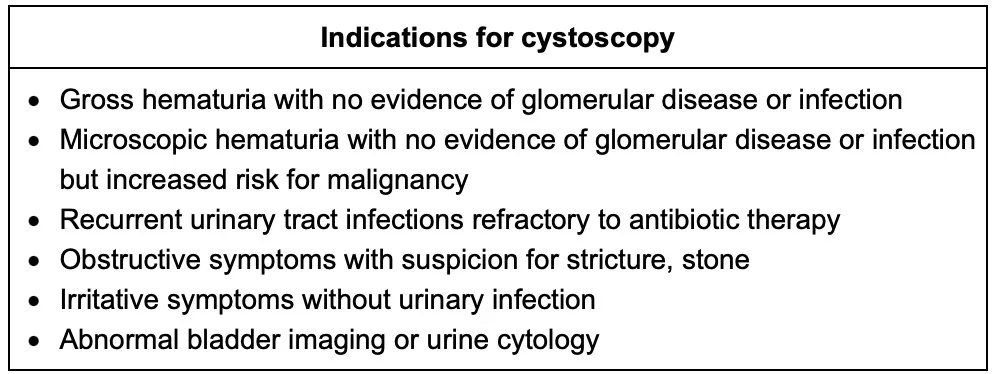 Indications for cystoscopy
• Gross hematuria with no evidence of glomerular disease or infection
• Microscopic hematuria with no evidence of glomerular disease or infection
but increased risk for malignancy
• Recurrent urinary tract infections refractory to antibiotic therapy
• Obstructive symptoms with suspicion for stricture, stone
• Irritative symptoms without urinary infection
• Abnormal bladder imaging or urine cytology